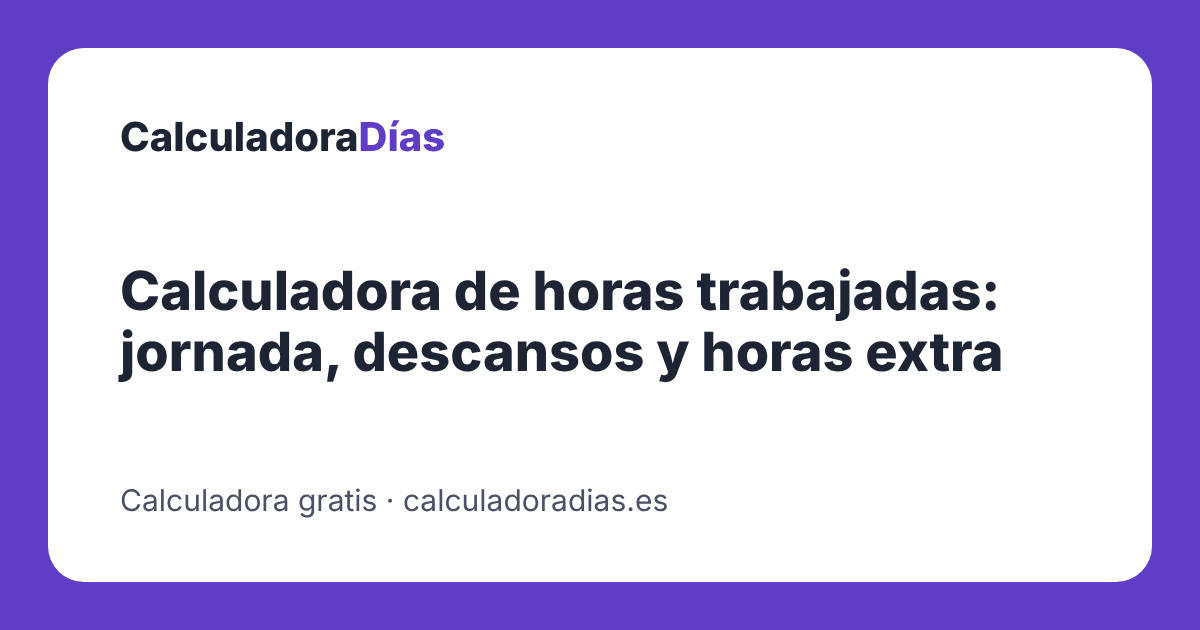 CalculadoraDías
Calculadora de horas trabajadas:
jornada, descansos y horas extra
Calculadora gratis · calculadoradias.es